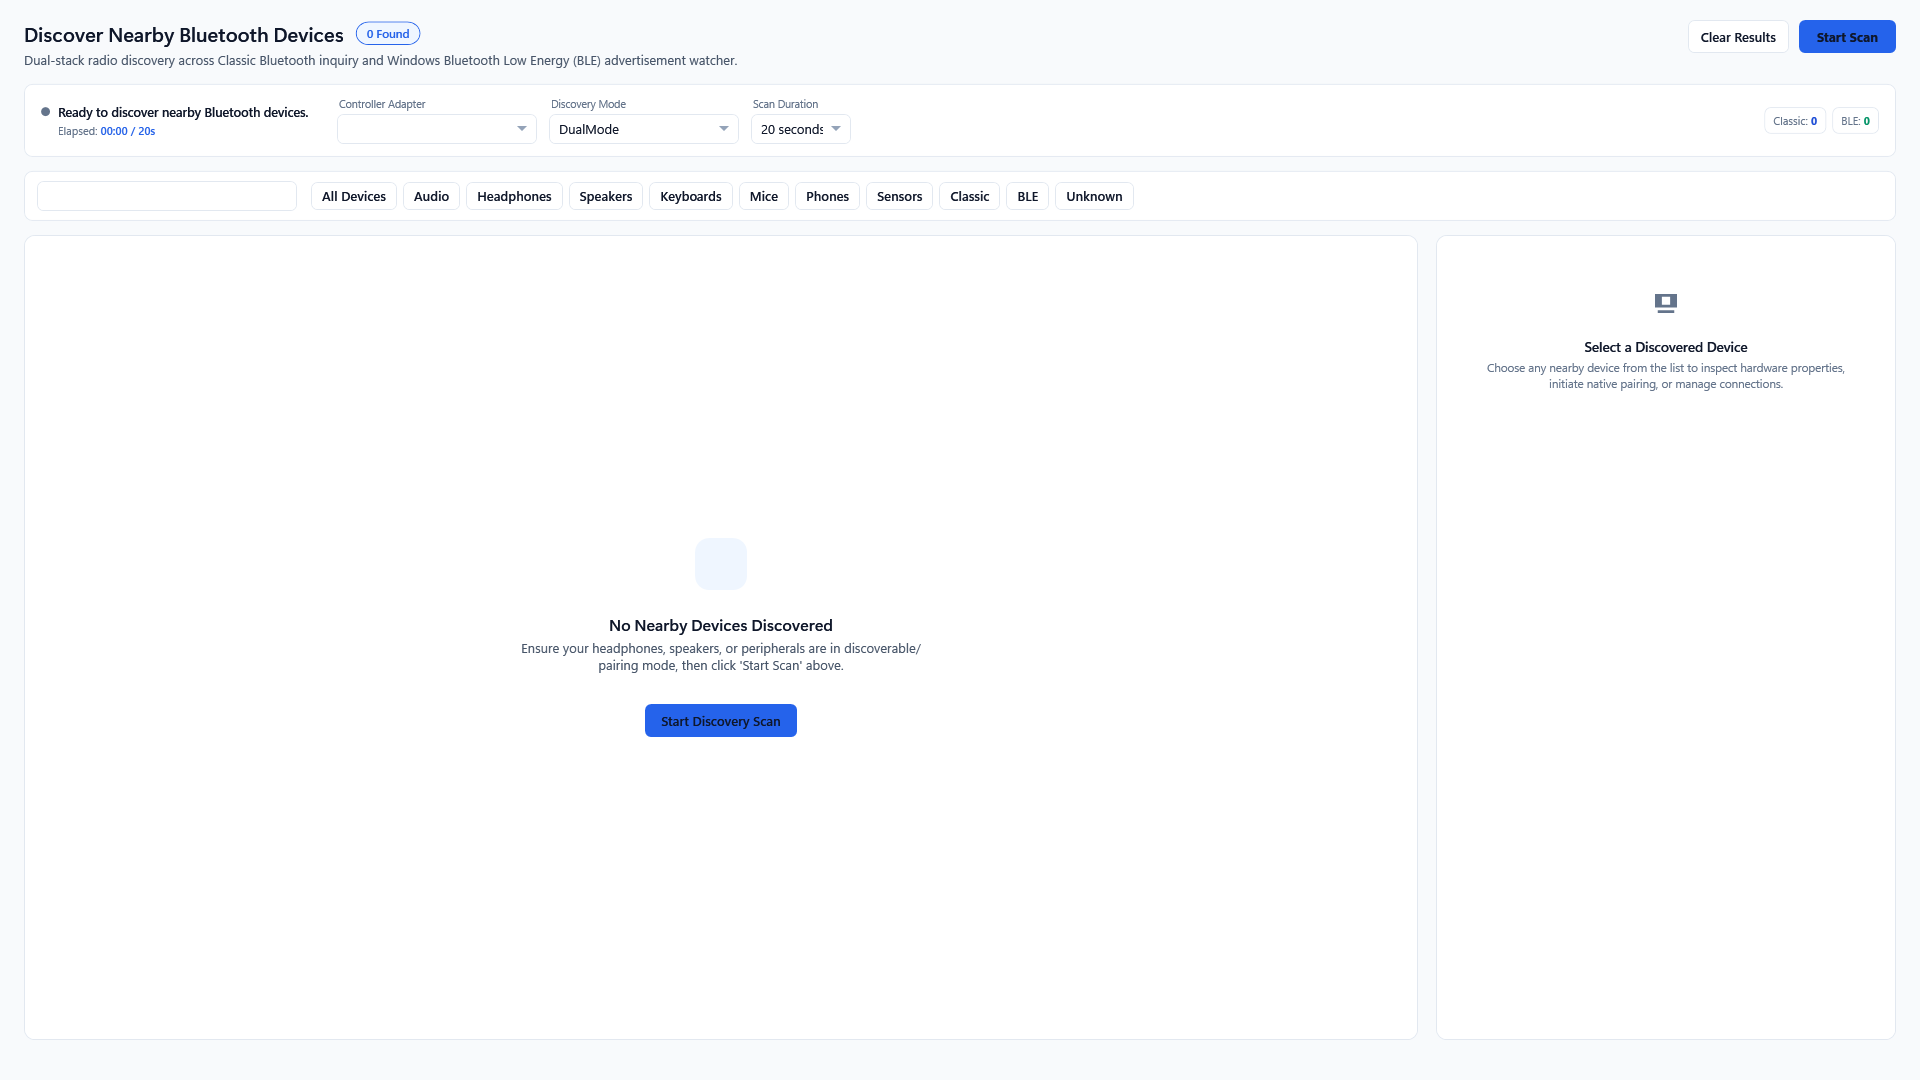 Discover Nearby Bluetooth Devices
0 Found
Dual-stack radio discovery across Classic Bluetooth inquiry and Windows Bluetooth Low Energy (BLE) advertisement watcher.
Clear Results
Start Scan
Ready to discover nearby Bluetooth devices.
Elapsed: 00:00 / 20s
Controller Adapter
Discovery Mode
DualMode
Scan Duration
20 seconds
Classic: 0
BLE: 0
All Devices
Audio
Headphones
Speakers
Keyboards
Mice
Phones
Sensors
Classic
BLE
Unknown
No Nearby Devices Discovered
Ensure your headphones, speakers, or peripherals are in discoverable/
pairing mode, then click 'Start Scan' above.
Start Discovery Scan
Select a Discovered Device
Choose any nearby device from the list to inspect hardware properties,
initiate native pairing, or manage connections.